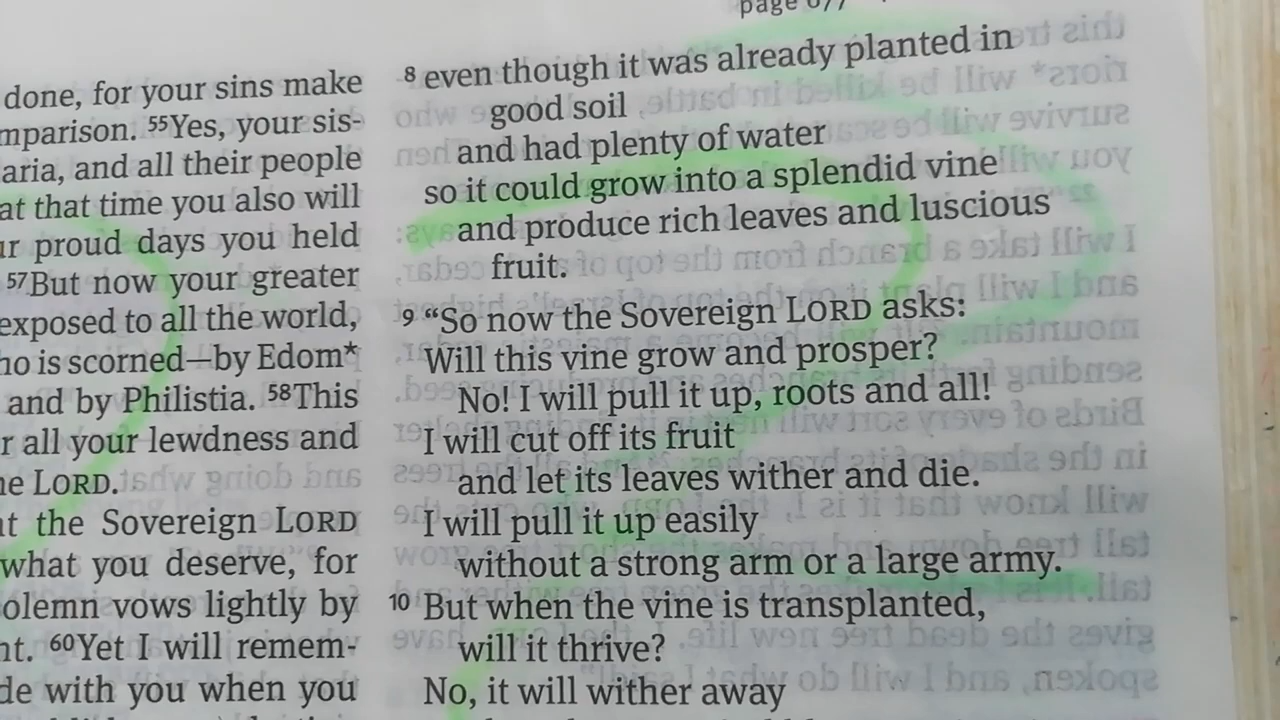 done, for your sins make
mparison. 55Yes, your sis-
aria, and all their people
at that time you also will
ur proud days you held
57But now your greater
exposed to all the world,
ho is scorned—by Edom*
and by Philistia. 58This
r all your lewdness and
he LORD.
at the Sovereign LORD
what you deserve, for
olemn vows lightly by
nt. 60Yet I will remem-
de with you when you
page 677
8 even though it was already planted in
good soil
and had plenty of water
so it could grow into a splendid vine
and produce rich leaves and luscious
fruit.
9 “So now the Sovereign LORD asks:
Will this vine grow and prosper?
No! I will pull it up, roots and all!
I will cut off its fruit
and let its leaves wither and die.
I will pull it up easily
without a strong arm or a large army.
10 But when the vine is transplanted,
will it thrive?
No, it will wither away